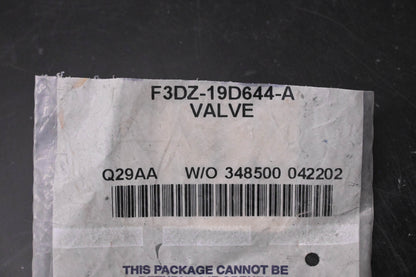 F3DZ-19D644-A
VALVE
Q29AA W/O 348500 042202
THIS PACKAGE CANNOT BE